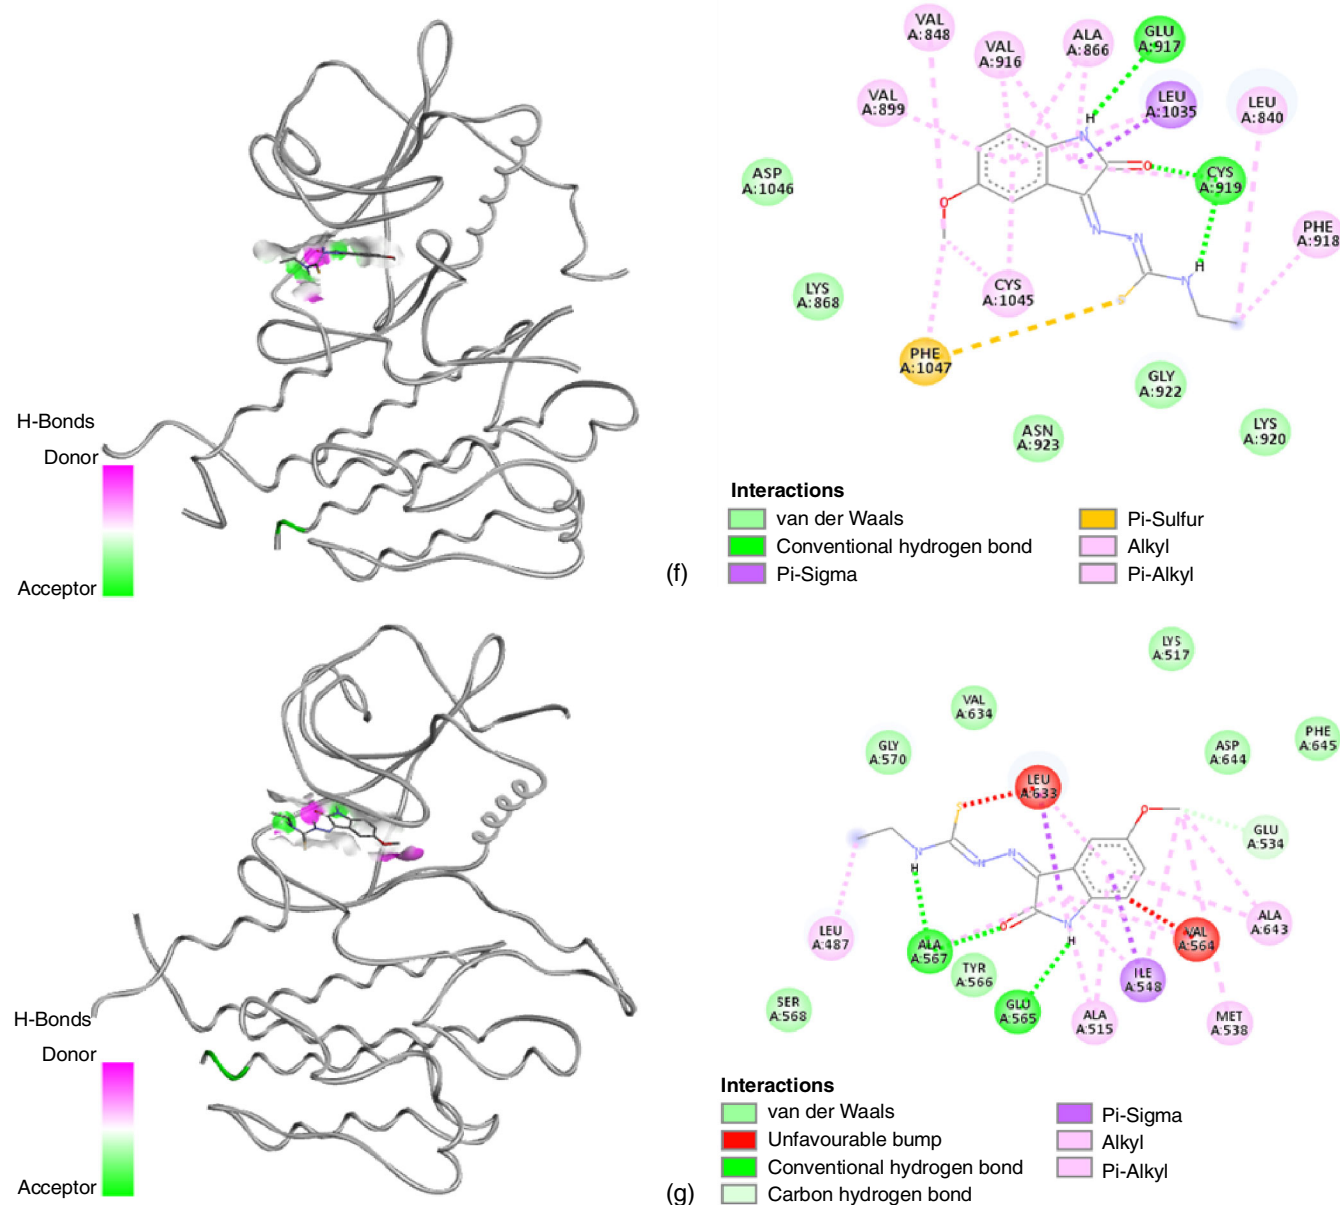 H-Bonds
Donor
Acceptor
VAL
A:848
VAL
A:916
ALA
A:866
GLU
A:917
VAL
A:899
LEU
A:1035
LEU
A:840
ASP
A:1046
H
N
O
CYS
A:919
O
N
N
PHE
A:918
LYS
A:868
CYS
A:1045
H
N
S
PHE
A:1047
GLY
A:922
ASN
A:923
LYS
A:920
Interactions
van der Waals
Conventional hydrogen bond
Pi-Sigma
Pi-Sulfur
Alkyl
Pi-Alkyl
(f)
H-Bonds
Donor
Acceptor
LYS
A:517
VAL
A:634
GLY
A:570
ASP
A:644
PHE
A:645
LEU
A:633
S
O
GLU
A:534
N
H
N
N
LEU
A:487
ALA
A:567
O
N
H
VAL
A:564
ALA
A:643
TYR
A:566
ILE
A:548
SER
A:568
GLU
A:565
ALA
A:515
MET
A:538
Interactions
van der Waals
Unfavourable bump
Conventional hydrogen bond
Carbon hydrogen bond
Pi-Sigma
Alkyl
Pi-Alkyl
(g)